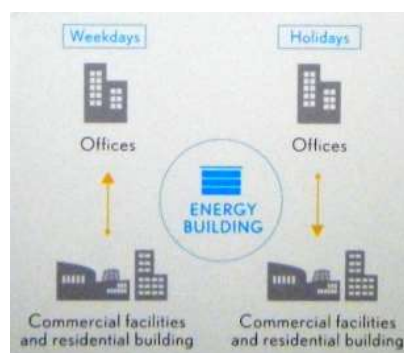 Weekdays
Holidays
Offices
Offices
ENERGY
BUILDING
Commercial facilities
and residential building
Commercial facilities
and residential building